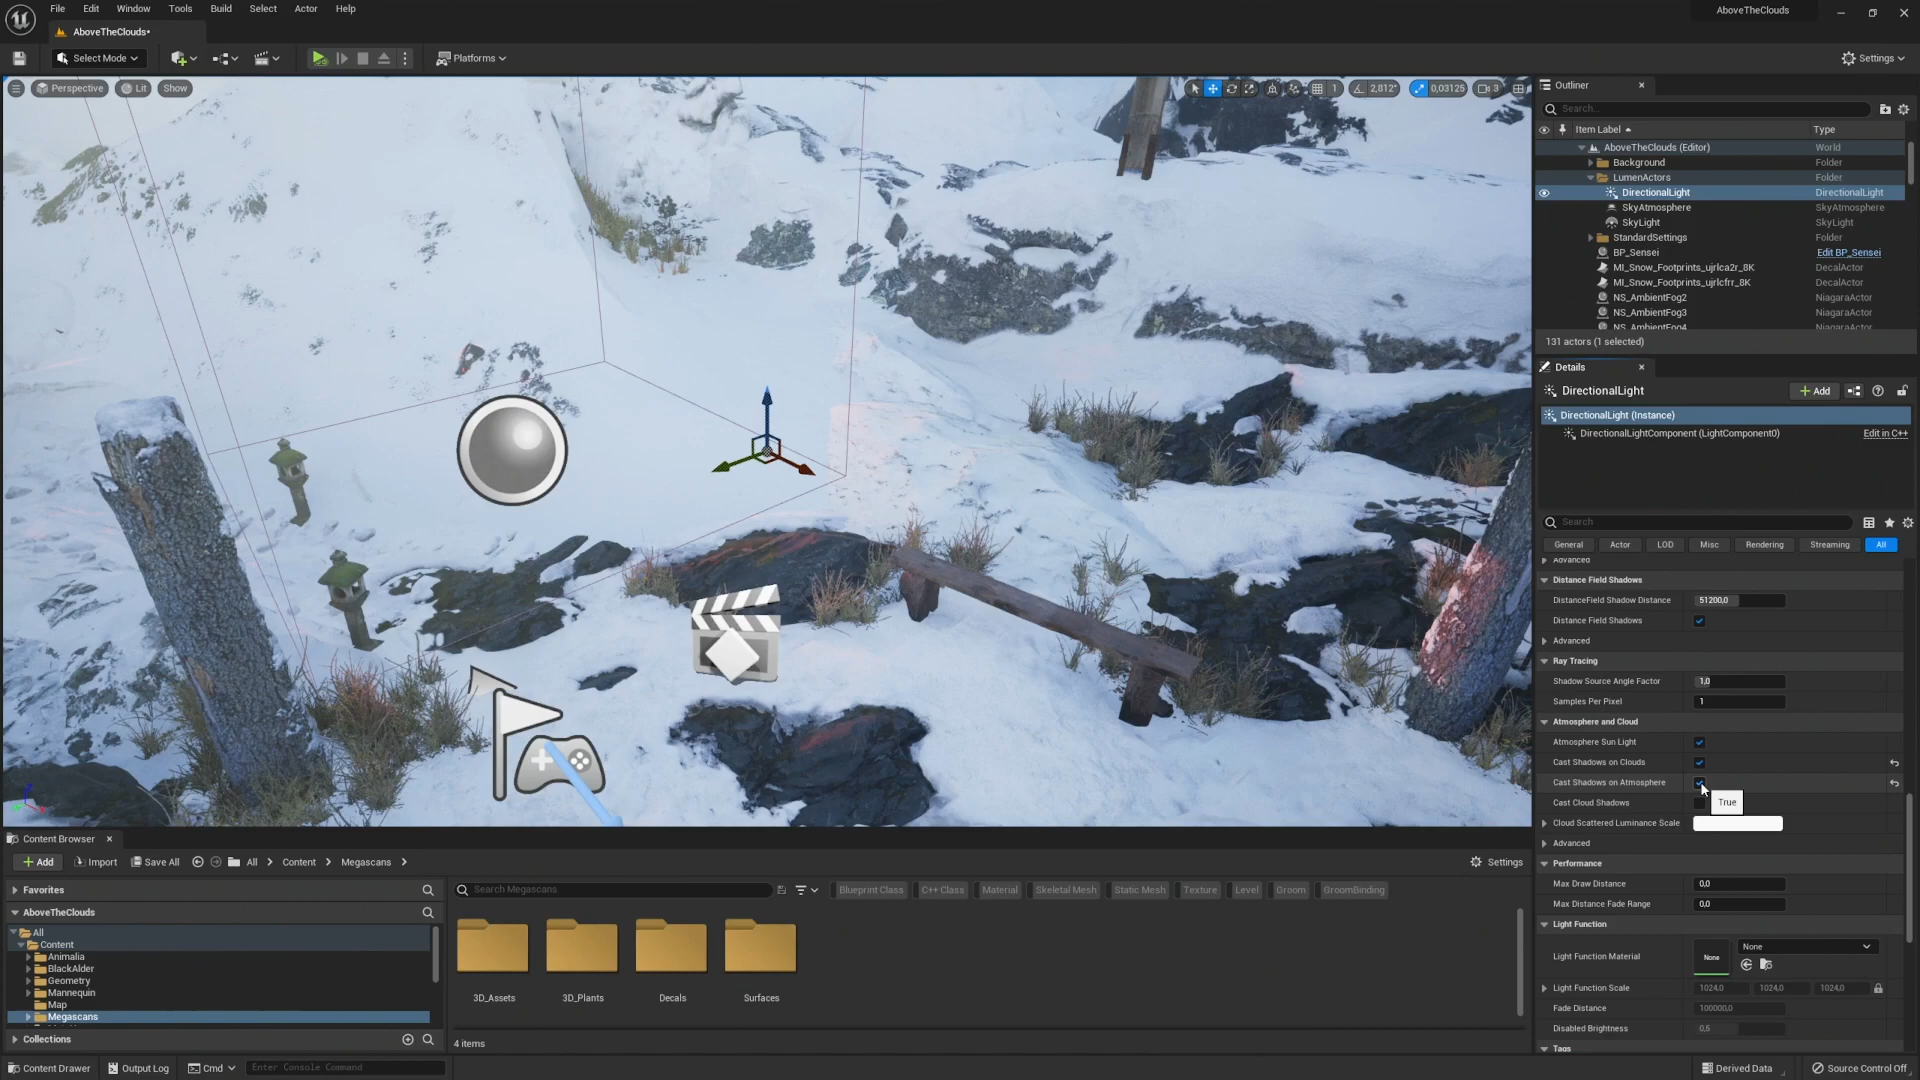 File Edit Window Tools Build Select Actor Help
AboveTheClouds
AboveTheClouds•
Select Mode
Platforms
Settings
Perspective Lit Show
1 2,812° 0,03125 3
Outliner
Search...
Item Label Type
AboveTheClouds (Editor) World
Background Folder
LumenActors Folder
DirectionalLight DirectionalLight
SkyAtmosphere SkyAtmosphere
SkyLight SkyLight
StandardSettings Folder
BP_Sensei Edit BP_Sensei
MI_Snow_Footprints_ujrlca2r_8K DecalActor
MI_Snow_Footprints_ujrlcfrr_8K DecalActor
NS_AmbientFog2 NiagaraActor
NS_AmbientFog3 NiagaraActor
NS_AmbientFog4 NiagaraActor
131 actors (1 selected)
Details
DirectionalLight
+ Add
DirectionalLight (Instance)
DirectionalLightComponent (LightComponent0) Edit in C++
Search
General Actor LOD Misc Rendering Streaming All
Advanced
Distance Field Shadows
DistanceField Shadow Distance 51200,0
Distance Field Shadows
Advanced
Ray Tracing
Shadow Source Angle Factor 1,0
Samples Per Pixel 1
Atmosphere and Cloud
Atmosphere Sun Light
Cast Shadows on Clouds
Cast Shadows on Atmosphere
Cast Cloud Shadows
True
Cloud Scattered Luminance Scale
Advanced
Performance
Max Draw Distance 0,0
Max Distance Fade Range 0,0
Light Function
Light Function Material None None
Light Function Scale 1024,0 1024,0 1024,0
Fade Distance 100000,0
Disabled Brightness 0,5
Tags
Content Browser
+ Add Import Save All All Content Megascans
Settings
Favorites
AboveTheClouds
All
Content
Animalia
BlackAlder
Geometry
Mannequin
Map
Megascans
Collections
Search Megascans
Blueprint Class C++ Class Material Skeletal Mesh Static Mesh Texture Level Groom GroomBinding
3D_Assets 3D_Plants Decals Surfaces
4 items
Content Drawer Output Log Cmd Enter Console Command
Derived Data Source Control Off